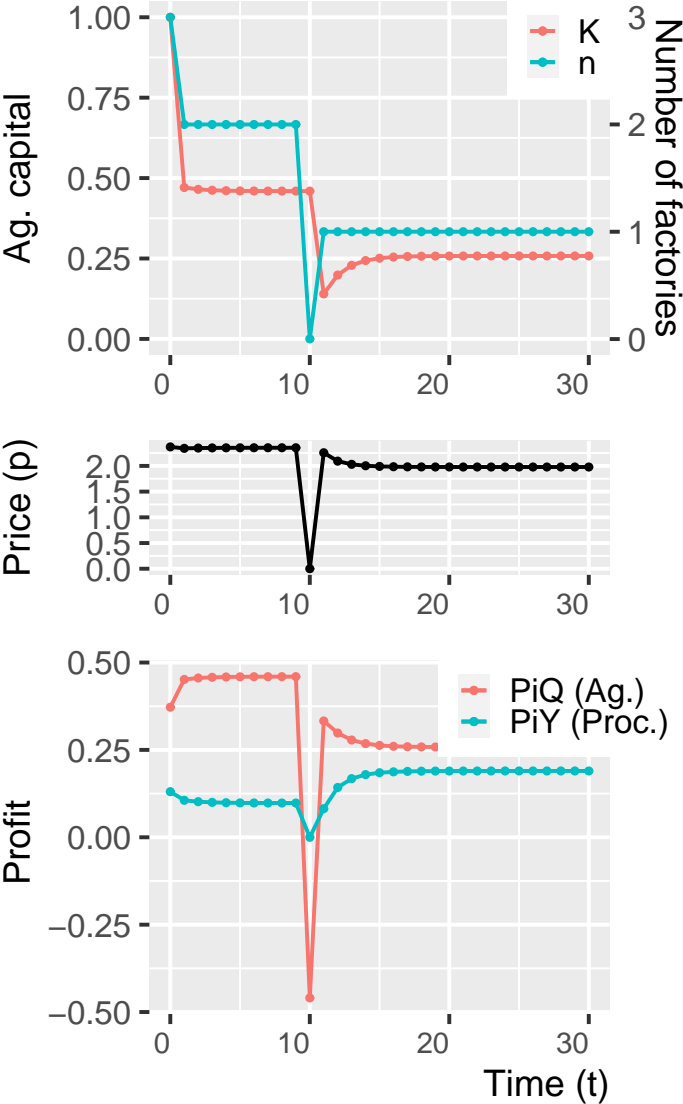 1.00
0.75
0.50
0.25
0.00
Ag. capital
K
n
3
2
1
0
Number of factories
0 10 20 30
2.0
1.5
1.0
0.5
0.0
Price (p)
0 10 20 30
0.50
0.25
0.00
−0.25
−0.50
Profit
PiQ (Ag.)
PiY (Proc.)
0 10 20 30
Time (t)